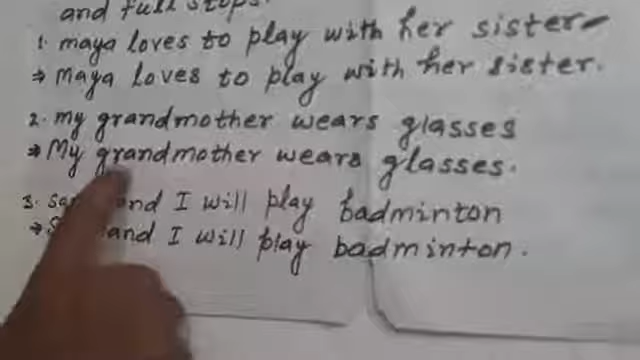 and full stops.
1. maya loves to play with her sister
⇒ Maya loves to play with her sister.
2. my grandmother wears glasses
⇒ My grandmother wears glasses.
3. and I will play badminton
⇒ and I will play badminton.